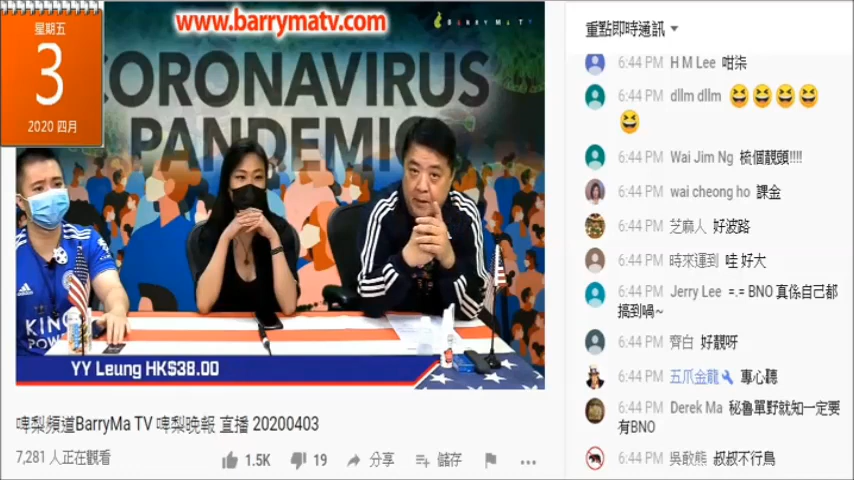 星期五
3
2020 四月
www.barrymatv.com
BARRY MA TV
CORONAVIRUS
PANDEMIC
KING
POWER
YY Leung HK$38.00
啤梨頻道BarryMa TV 啤梨晚報 直播 20200403
7,281 人正在觀看
1.5K
19
分享
儲存
重點即時通訊
6:44 PM H M Lee 咁柒
6:44 PM dllm dllm 😆😆😆😆
😆
6:44 PM Wai Jim Ng 梳個靚頭!!!!
6:44 PM wai cheong ho 課金
6:44 PM 芝麻人 好波路
6:44 PM 時來運到 哇 好大
6:44 PM Jerry Lee =.= BNO 真係自己都
搞到喎~
6:44 PM 齊白 好靚呀
6:44 PM 五爪金龍 專心聽
6:44 PM Derek Ma 秘魯單野就知一定要
有BNO
6:44 PM 吳敢熊 叔叔不行鳥